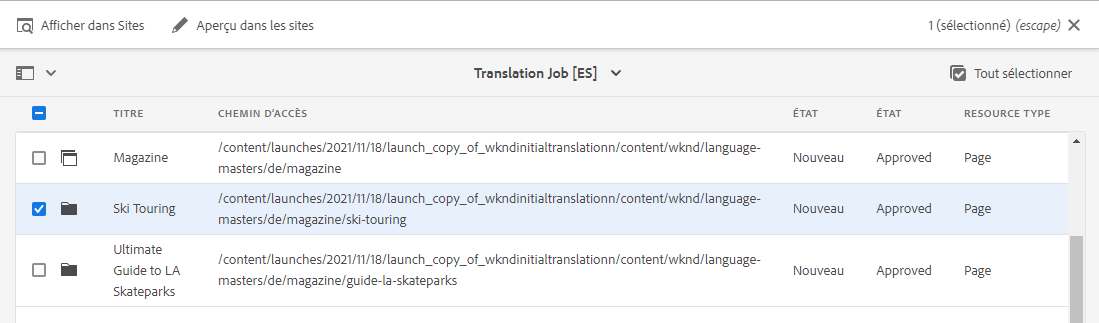 Afficher dans Sites Aperçu dans les sites 1 (sélectionné) (escape)
Translation Job [ES] Tout sélectionner
TITRE CHEMIN D'ACCÈS ÉTAT ÉTAT RESOURCE TYPE
Magazine /content/launches/2021/11/18/launch_copy_of_wkndinitialtranslationn/content/wknd/language-
masters/de/magazine Nouveau Approved Page
Ski Touring /content/launches/2021/11/18/launch_copy_of_wkndinitialtranslationn/content/wknd/language-
masters/de/magazine/ski-touring Nouveau Approved Page
Ultimate
Guide to LA
Skateparks /content/launches/2021/11/18/launch_copy_of_wkndinitialtranslationn/content/wknd/language-
masters/de/magazine/guide-la-skateparks Nouveau Approved Page